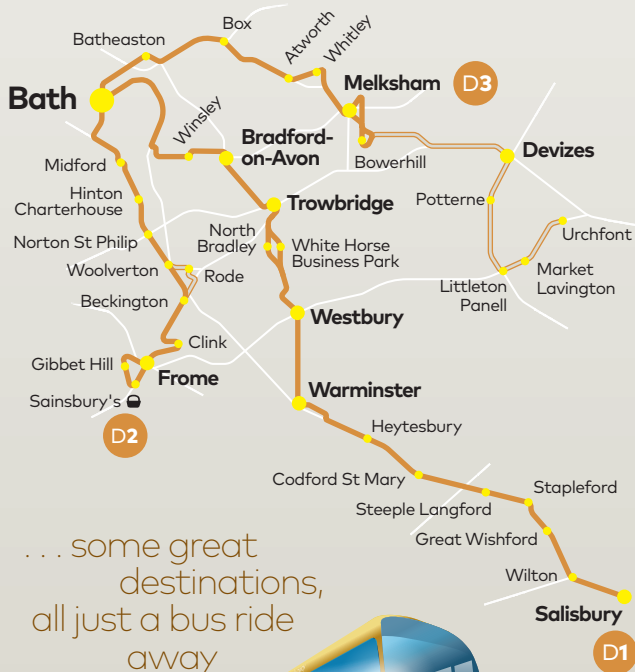 Box
Batheaston
Atworth
Whitley
Bath
Melksham
D3
Winsley
Bradford-
on-Avon
Bowerhill
Devizes
Midford
Hinton
Charterhouse
Potterne
Trowbridge
Norton St Philip
North
Bradley
White Horse
Business Park
Urchfont
Woolverton
Rode
Market
Lavington
Littleton
Panell
Beckington
Westbury
Clink
Gibbet Hill
Frome
Sainsbury's
D2
Warminster
Heytesbury
Codford St Mary
Steeple Langford
Stapleford
Great Wishford
Wilton
Salisbury
D1
. . . some great
destinations,
all just a bus ride
away